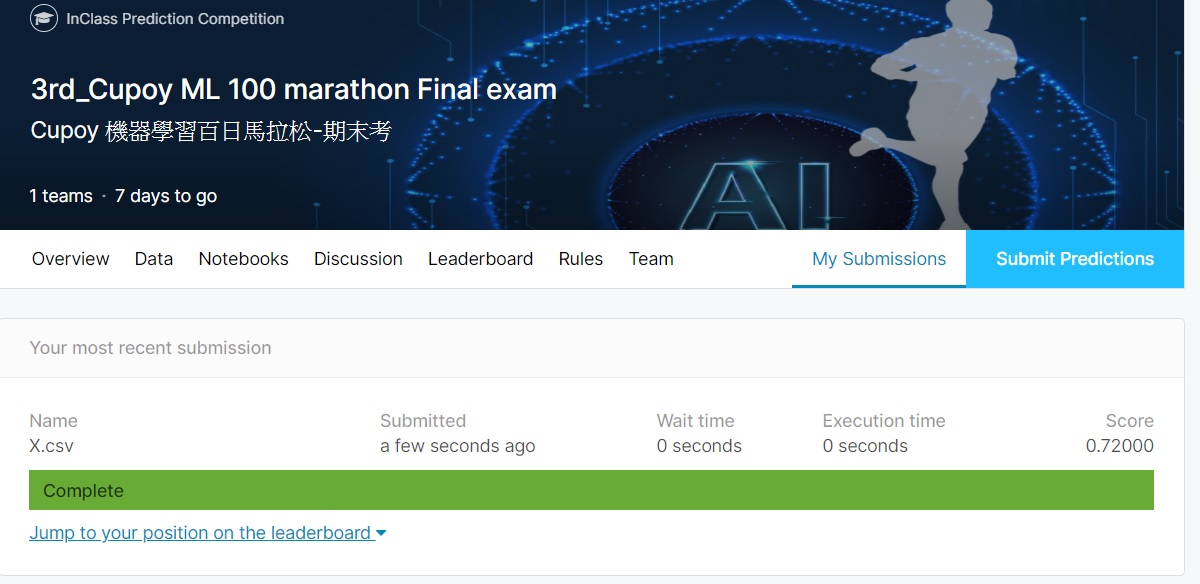 InClass Prediction Competition
3rd_Cupoy ML 100 marathon Final exam
Cupoy 機器學習百日馬拉松-期末考
1 teams · 7 days to go
AI
Overview Data Notebooks Discussion Leaderboard Rules Team My Submissions Submit Predictions
Your most recent submission
Name Submitted Wait time Execution time Score
X.csv a few seconds ago 0 seconds 0 seconds 0.72000
Complete
Jump to your position on the leaderboard